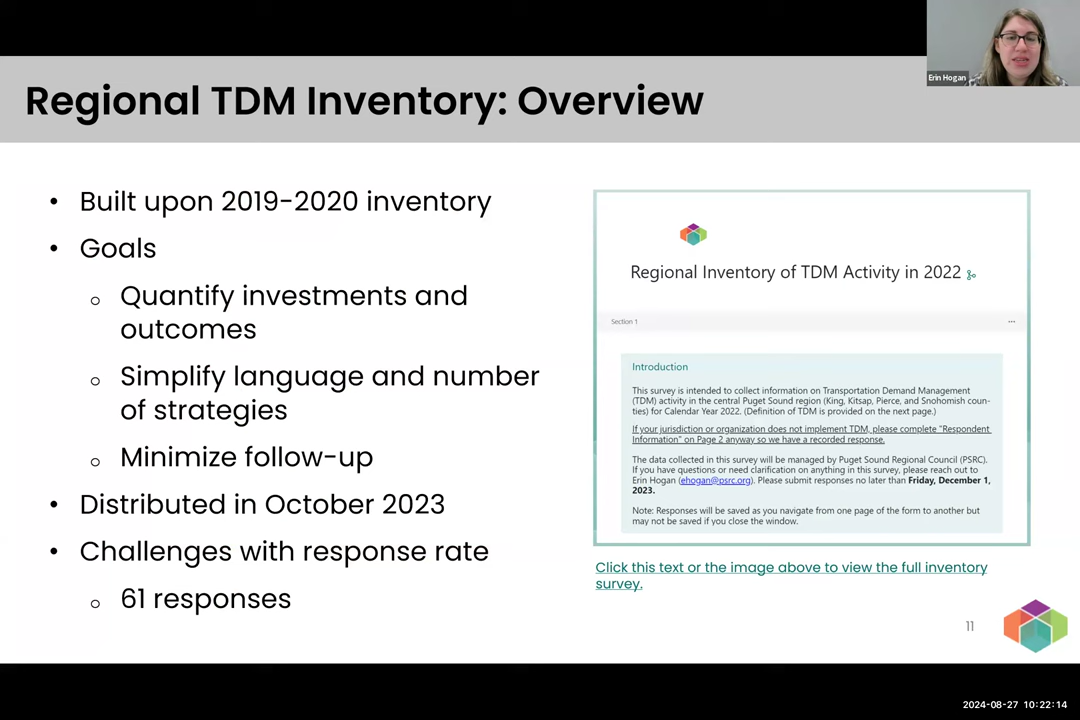 Erin Hogan
Regional TDM Inventory: Overview
• Built upon 2019-2020 inventory
• Goals
o Quantify investments and
outcomes
o Simplify language and number
of strategies
o Minimize follow-up
• Distributed in October 2023
• Challenges with response rate
o 61 responses
Regional Inventory of TDM Activity in 2022
Section 1
...
Introduction
This survey is intended to collect information on Transportation Demand Management
(TDM) activity in the central Puget Sound region (King, Kitsap, Pierce, and Snohomish coun-
ties) for Calendar Year 2022. (Definition of TDM is provided on the next page.)
If your jurisdiction or organization does not implement TDM, please complete "Respondent
Information" on Page 2 anyway so we have a recorded response.
The data collected in this survey will be managed by Puget Sound Regional Council (PSRC).
If you have questions or need clarification on anything in this survey, please reach out to
Erin Hogan (ehogan@psrc.org). Please submit responses no later than Friday, December 1,
2023.
Note: Responses will be saved as you navigate from one page of the form to another but
may not be saved if you close the window.
Click this text or the image above to view the full inventory
survey.
11
2024-08-27 10:22:14